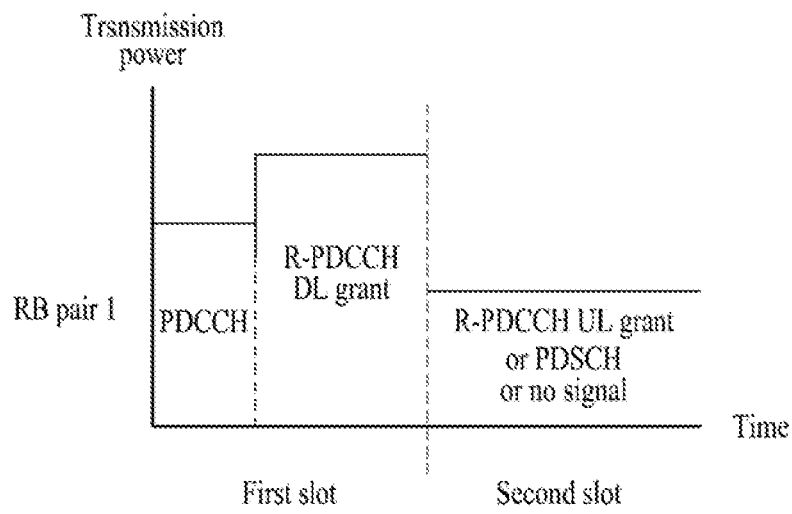 Trsnsmission
power
RB pair 1
PDCCH
R-PDCCH
DL grant
R-PDCCH UL grant
or PDSCH
or no signal
Time
First slot
Second slot